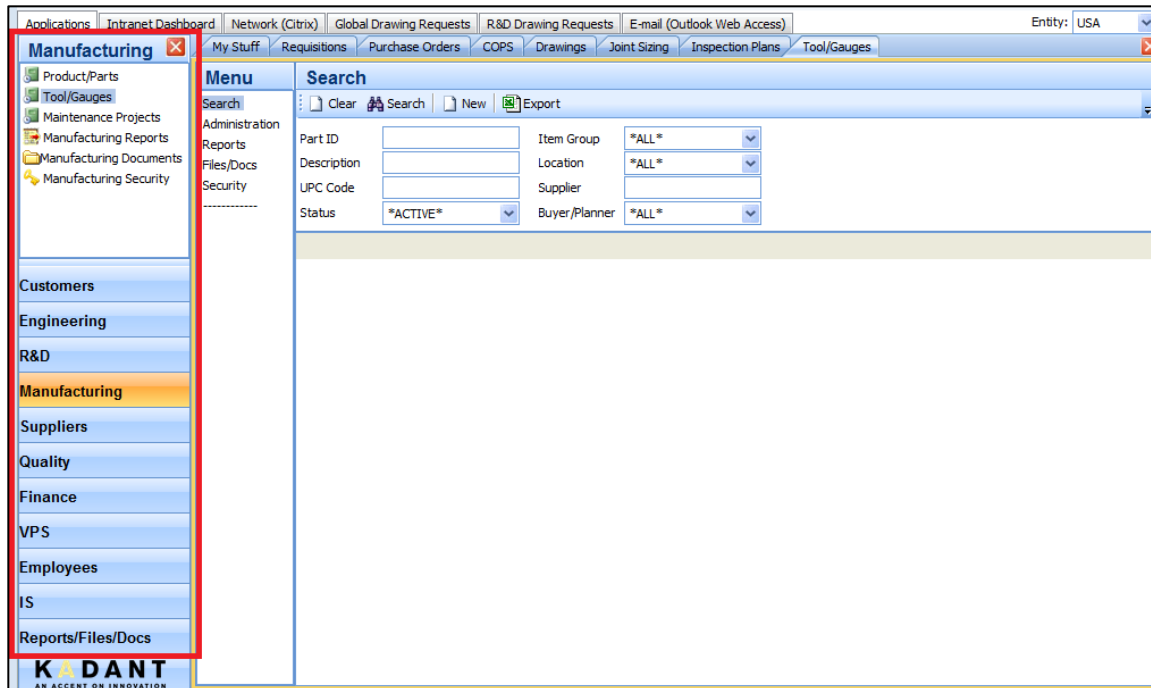 Applications Intranet Dashboard Network (Citrix) Global Drawing Requests R&D Drawing Requests E-mail (Outlook Web Access) Entity: USA
Manufacturing My Stuff Requisitions Purchase Orders COPS Drawings Joint Sizing Inspection Plans Tool/Gauges
Product/Parts
Tool/Gauges
Maintenance Projects
Manufacturing Reports
Manufacturing Documents
Manufacturing Security
Customers
Engineering
R&D
Manufacturing
Suppliers
Quality
Finance
VPS
Employees
IS
Reports/Files/Docs
KADANT
AN ACCENT ON INNOVATION
Menu
Search
Administration
Reports
Files/Docs
Security
------------
Search
Clear Search New Export
Part ID Item Group *ALL*
Description Location *ALL*
UPC Code Supplier
Status *ACTIVE* Buyer/Planner *ALL*